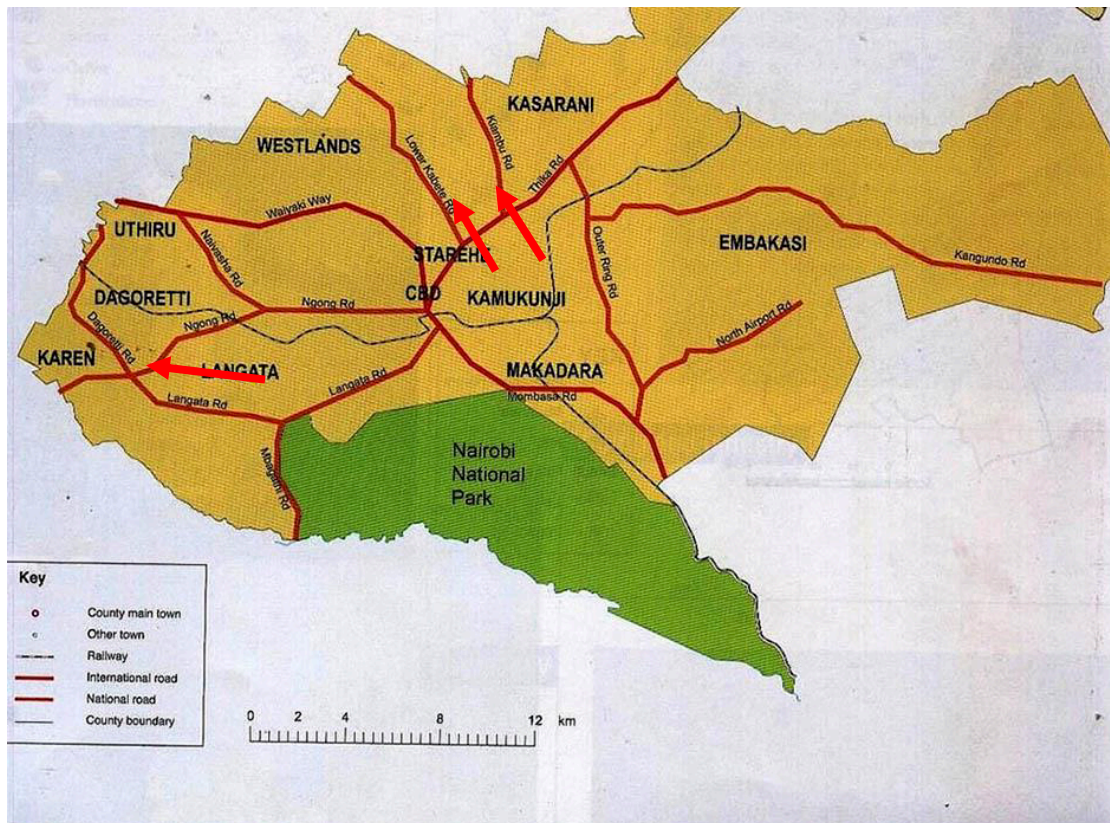 KASARANI
WESTLANDS
Lower Kabete Rd
Kiambu Rd
Thika Rd
Waiyaki Way
UTHIRU
Naivasha Rd
STAREHE
Outer Ring Rd
EMBAKASI
Kangundo Rd
DAGORETTI
Ngong Rd
CBD
KAMUKUNJI
Ngong Rd
North Airport Rd
Dagoretti Rd
KAREN
LANGATA
Langata Rd
MAKADARA
Langata Rd
Mombasa Rd
Mbagathi Rd
Nairobi
National
Park
Key
County main town
Other town
Railway
International road
National road
County boundary
0 2 4 8 12 km